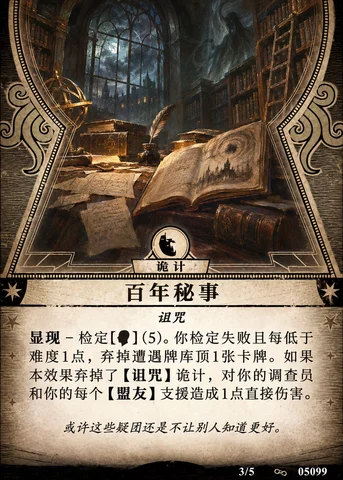 诡计
百年秘事
诅咒
显现 – 检定[](5)。你检定失败且每低于
难度1点，弃掉遭遇牌库顶1张卡牌。如果
本效果弃掉了【诅咒】诡计，对你的调查员
和你的每个【盟友】支援造成1点直接伤害。
或许这些疑团还是不让别人知道更好。
3/5 05099